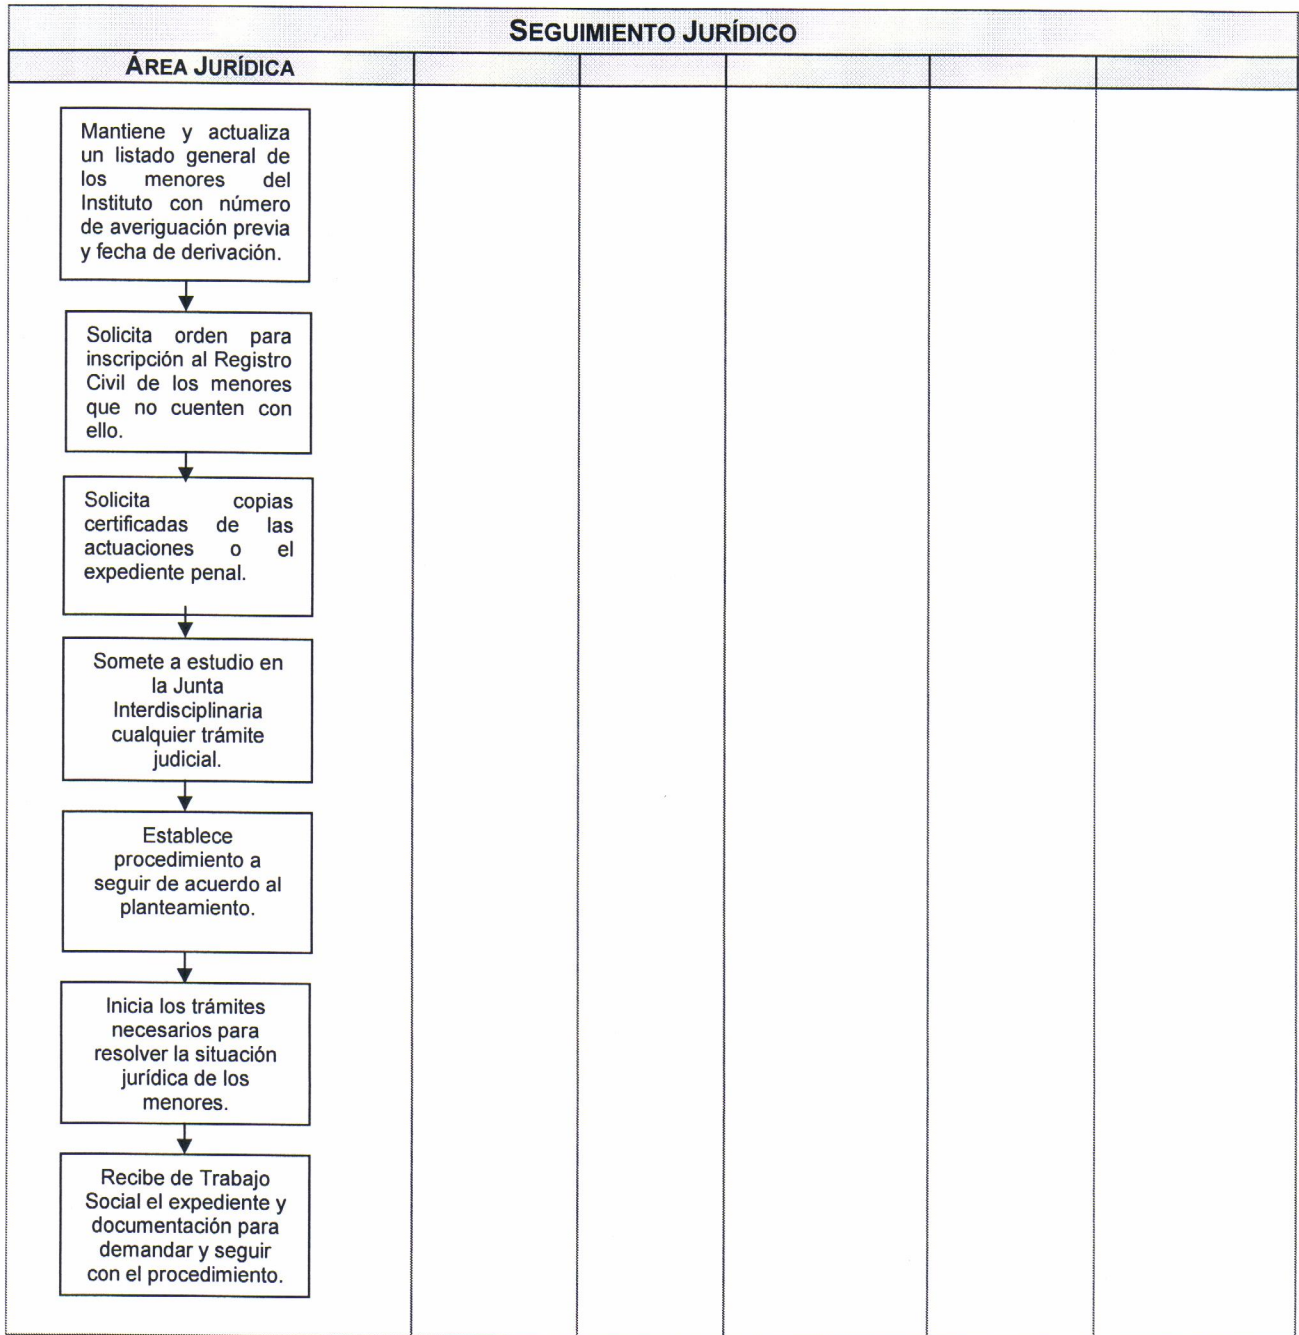 SEGUIMIENTO JURÍDICO
ÁREA JURÍDICA
Mantiene y actualiza
un listado general de
los menores del
Instituto con número
de averiguación previa
y fecha de derivación.
Solicita orden para
inscripción al Registro
Civil de los menores
que no cuenten con
ello.
Solicita copias
certificadas de las
actuaciones o el
expediente penal.
Somete a estudio en
la Junta
Interdisciplinaria
cualquier trámite
judicial.
Establece
procedimiento a
seguir de acuerdo al
planteamiento.
Inicia los trámites
necesarios para
resolver la situación
jurídica de los
menores.
Recibe de Trabajo
Social el expediente y
documentación para
demandar y seguir
con el procedimiento.